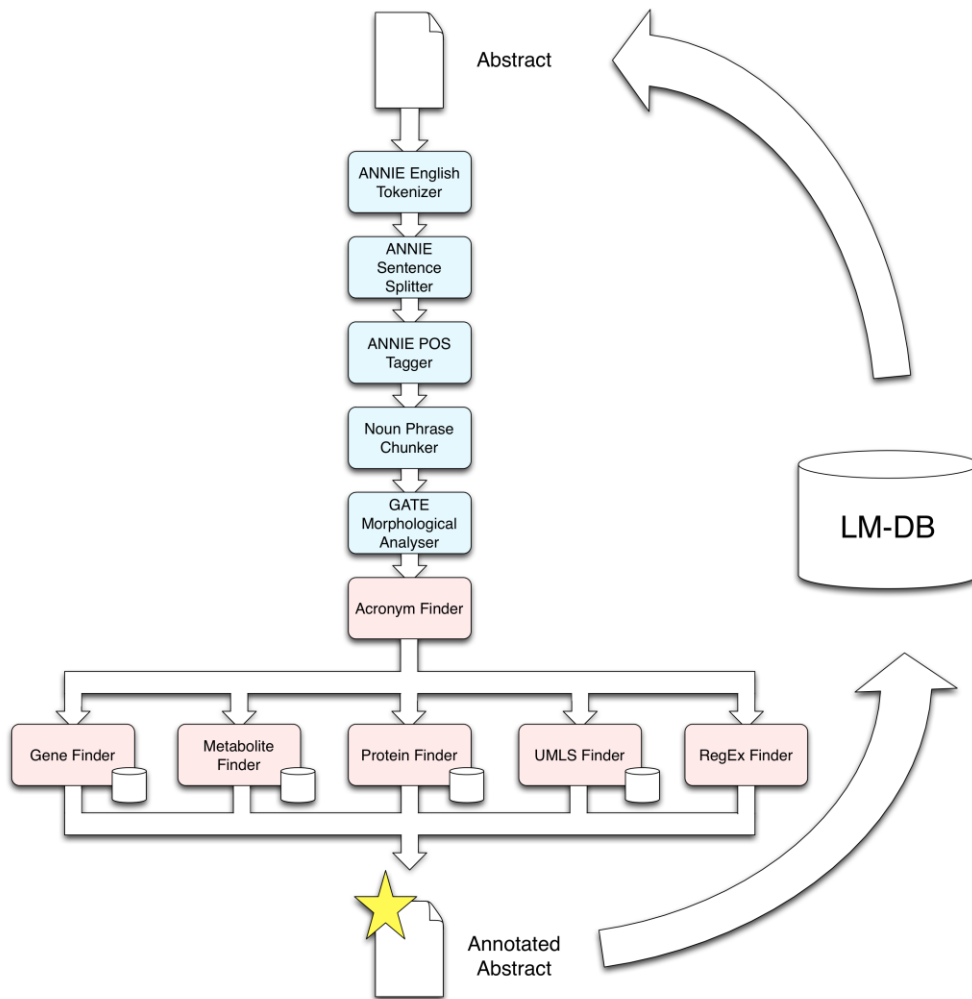 Abstract
ANNIE English
Tokenizer
ANNIE
Sentence
Splitter
ANNIE POS
Tagger
Noun Phrase
Chunker
GATE
Morphological
Analyser
LM-DB
Acronym Finder
Gene Finder
Metabolite
Finder
Protein Finder
UMLS Finder
RegEx Finder
Annotated
Abstract